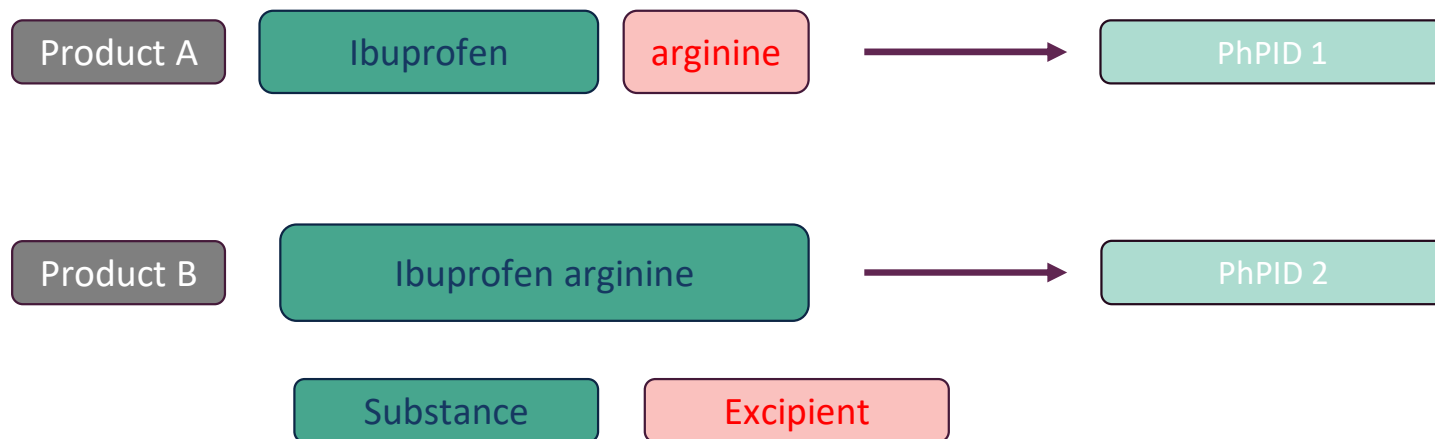 Product A Ibuprofen arginine PhPID 1
Product B Ibuprofen arginine PhPID 2
Substance Excipient